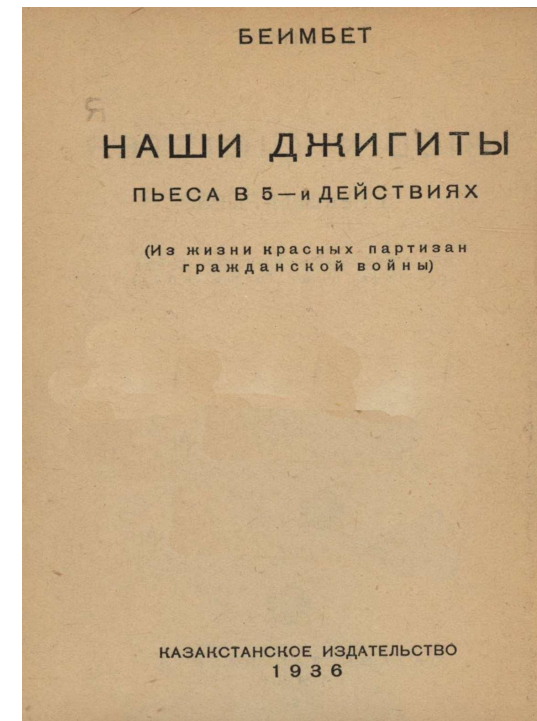 БЕИМБЕТ
НАШИ ДЖИГИТЫ
ПЬЕСА В 5—и ДЕЙСТВИЯХ
(Из жизни красных партизан
гражданской войны)
КАЗАКСТАНСКОЕ ИЗДАТЕЛЬСТВО
1936